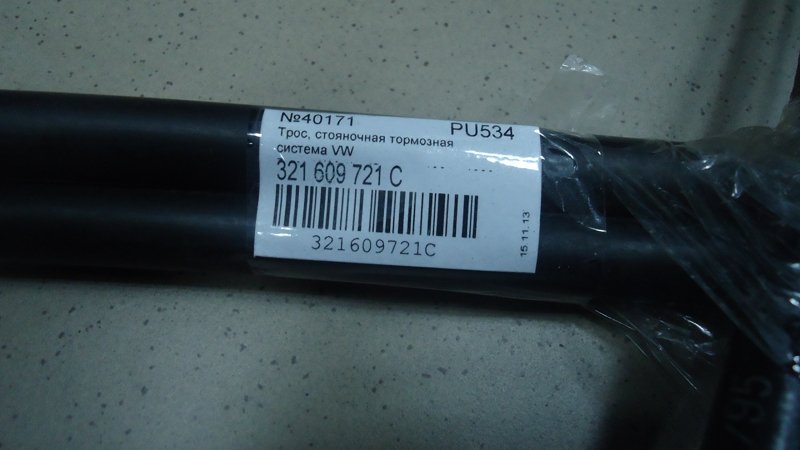 №40171 PU534
Трос, стояночная тормозная
система VW
321 609 721 C
321609721C
15 11. 13